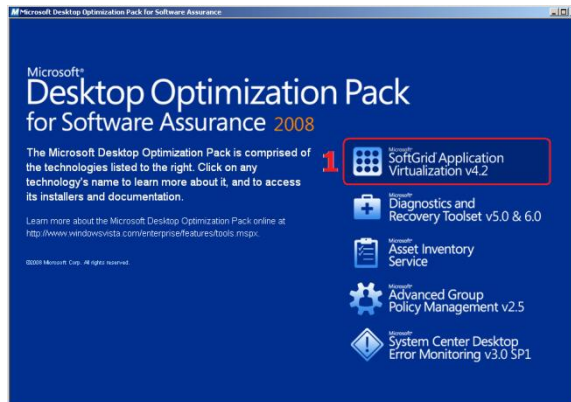 Microsoft Desktop Optimization Pack for Software Assurance
Microsoft®
Desktop Optimization Pack
for Software Assurance 2008
The Microsoft Desktop Optimization Pack is comprised of
the technologies listed to the right. Click on any
technology's name to learn more about it, and to access
its installers and documentation.
Learn more about the Microsoft Desktop Optimization Pack online at
http://www.windowsvista.com/enterprise/features/tools.mspx.
©2008 Microsoft Corp. All rights reserved.
1
Microsoft®
SoftGrid Application
Virtualization v4.2
Microsoft®
Diagnostics and
Recovery Toolset v5.0 & 6.0
Microsoft®
Asset Inventory
Service
Microsoft®
Advanced Group
Policy Management v2.5
Microsoft®
System Center Desktop
Error Monitoring v3.0 SP1